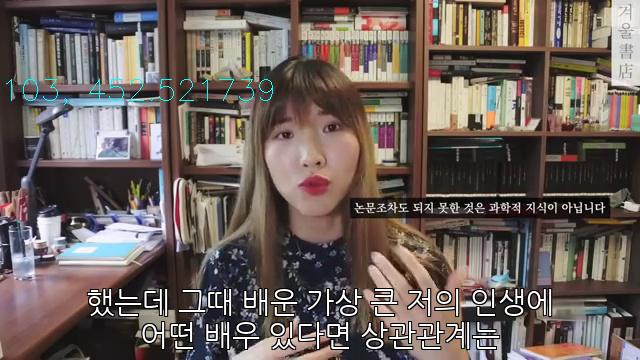 겨울書店
103, 452.521739
논문조차도 되지 못한 것은 과학적 지식이 아닙니다
했는데 그때 배운 가상 큰 저의 인생에
어떤 배우 있다면 상관관계는